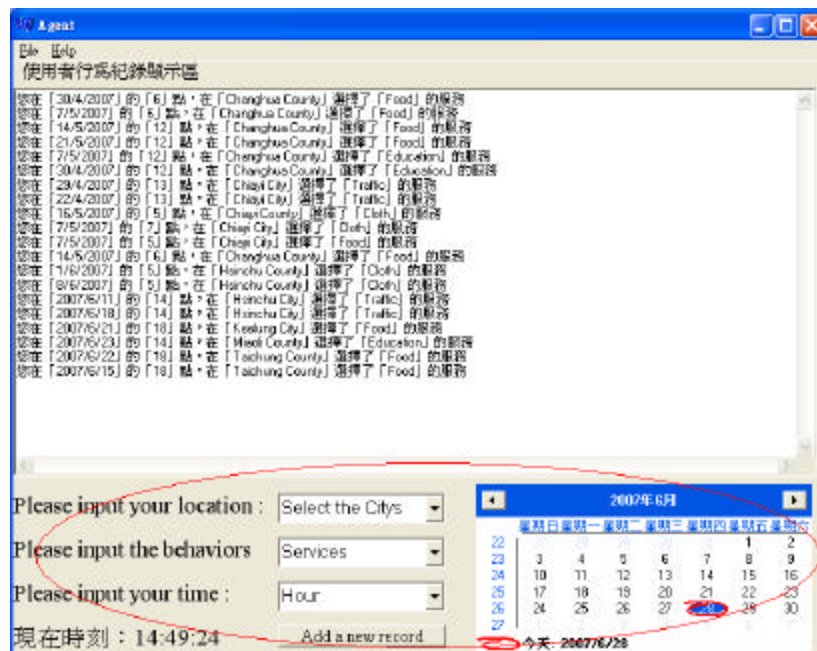 Agent
File Help
使用者行為紀錄顯示區
您在「30/4/2007」的「6」點，在「Changhua County」選擇了「Food」的服務
您在「7/5/2007」的「6」點，在「Changhua County」選擇了「Food」的服務
您在「14/5/2007」的「12」點，在「Changhua County」選擇了「Food」的服務
您在「21/5/2007」的「12」點，在「Changhua County」選擇了「Food」的服務
您在「7/5/2007」的「12」點，在「Changhua County」選擇了「Education」的服務
您在「30/4/2007」的「12」點，在「Changhua County」選擇了「Education」的服務
您在「29/4/2007」的「13」點，在「Chiayi City」選擇了「Traffic」的服務
您在「22/4/2007」的「13」點，在「Chiayi City」選擇了「Traffic」的服務
您在「16/5/2007」的「5」點，在「Chiayi County」選擇了「Cloth」的服務
您在「7/5/2007」的「7」點，在「Chiayi City」選擇了「Cloth」的服務
您在「7/5/2007」的「5」點，在「Chiayi City」選擇了「Food」的服務
您在「14/5/2007」的「6」點，在「Changhua County」選擇了「Food」的服務
您在「1/6/2007」的「5」點，在「Hsinchu County」選擇了「Cloth」的服務
您在「8/6/2007」的「5」點，在「Hsinchu County」選擇了「Cloth」的服務
您在「2007/6/11」的「14」點，在「Hsinchu City」選擇了「Traffic」的服務
您在「2007/6/18」的「14」點，在「Hsinchu City」選擇了「Traffic」的服務
您在「2007/6/21」的「18」點，在「Keelung City」選擇了「Food」的服務
您在「2007/6/23」的「14」點，在「Miaoli County」選擇了「Education」的服務
您在「2007/6/22」的「19」點，在「Taichung County」選擇了「Food」的服務
您在「2007/6/15」的「18」點，在「Taichung County」選擇了「Food」的服務
Please input your location : Select the Citys
Please input the behaviors Services
Please input your time : Hour
現在時刻：14:49:24 Add a new record
2007年6月
星期日 星期一 星期二 星期三 星期四 星期五 星期六
22 1 2
23 3 4 5 6 7 8 9
24 10 11 12 13 14 15 16
25 17 18 19 20 21 22 23
26 24 25 26 27 28 29 30
27
今天: 2007/6/28